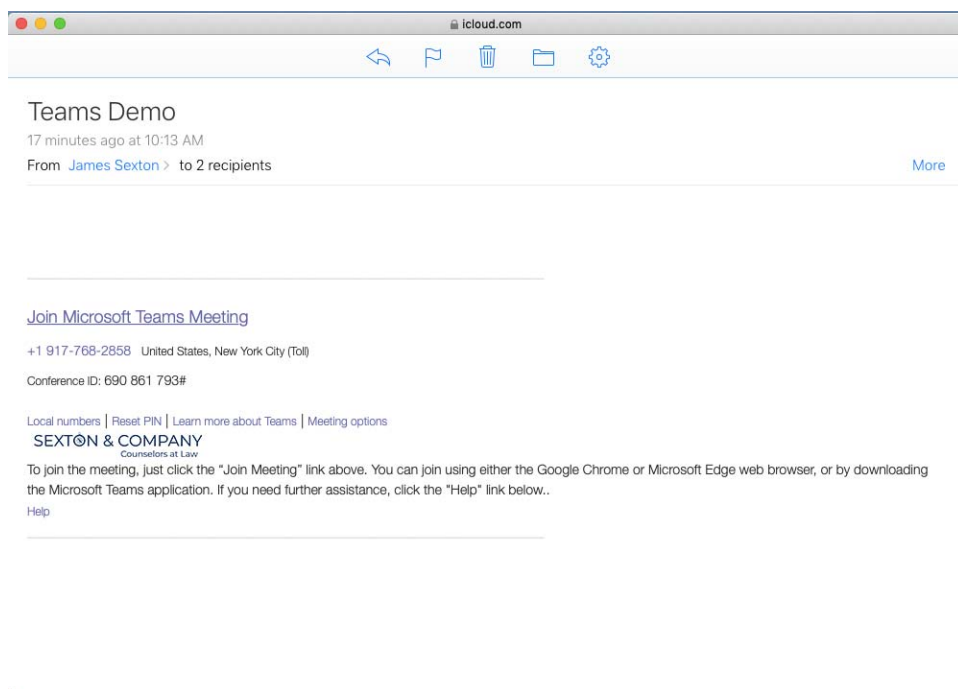 icloud.com
Teams Demo
17 minutes ago at 10:13 AM
From James Sexton > to 2 recipients More
Join Microsoft Teams Meeting
+1 917-768-2858 United States, New York City (Toll)
Conference ID: 690 861 793#
Local numbers | Reset PIN | Learn more about Teams | Meeting options
SEXTON & COMPANY
Counselors at Law
To join the meeting, just click the "Join Meeting" link above. You can join using either the Google Chrome or Microsoft Edge web browser, or by downloading
the Microsoft Teams application. If you need further assistance, click the "Help" link below..
Help